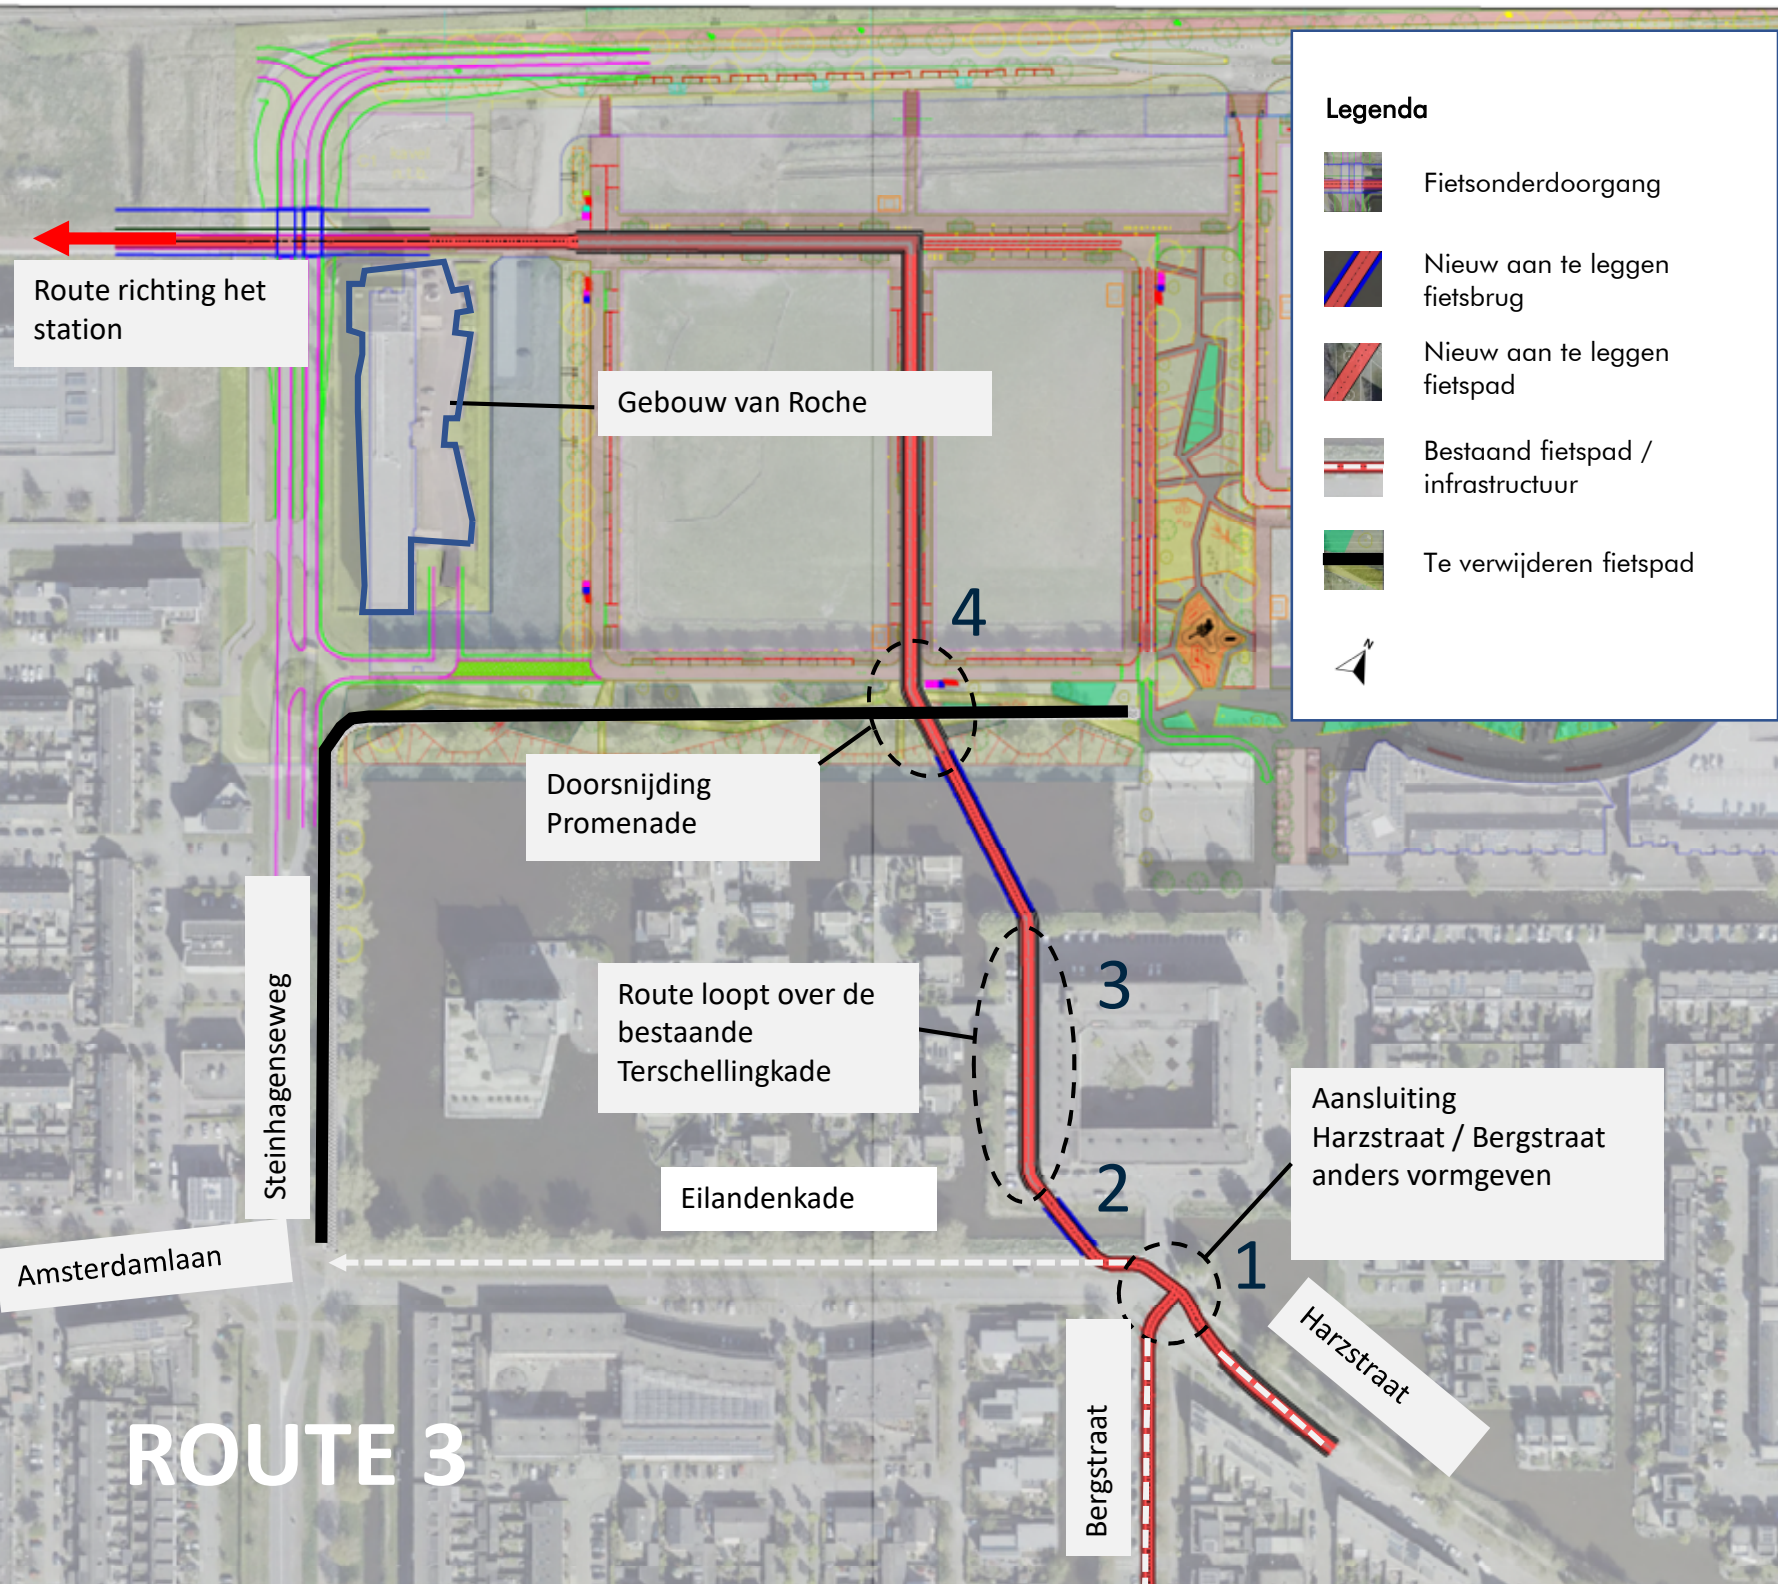 Legenda
Fietsonderdoorgang
Nieuw aan te leggen
fietsbrug
Nieuw aan te leggen
fietspad
Bestaand fietspad /
infrastructuur
Te verwijderen fietspad
N
Route richting het
station
Gebouw van Roche
4
Doorsnijding
Promenade
3
Route loopt over de
bestaande
Terschellingkade
Steinhagenseweg
2
Eilandenkade
Aansluiting
Harzstraat / Bergstraat
anders vormgeven
1
Amsterdamlaan
Harzstraat
Bergstraat
ROUTE 3